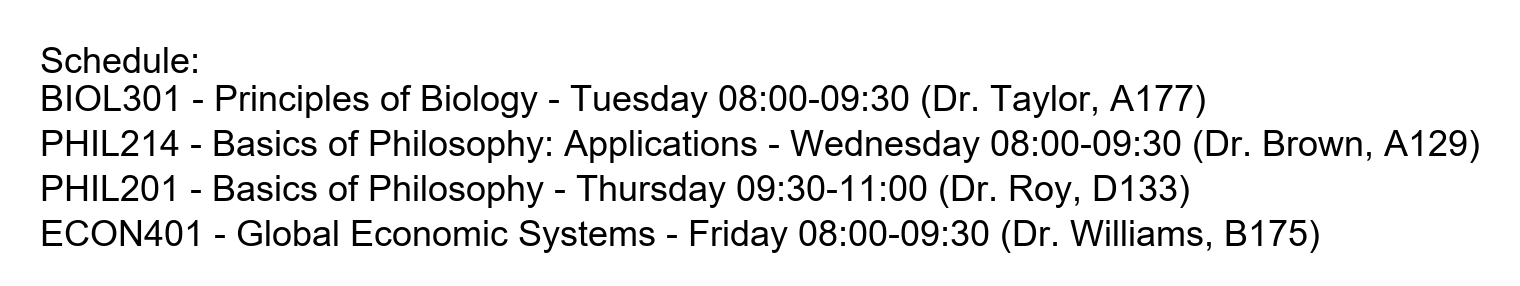 Schedule:
BIOL301 - Principles of Biology - Tuesday 08:00-09:30 (Dr. Taylor, A177)
PHIL214 - Basics of Philosophy: Applications - Wednesday 08:00-09:30 (Dr. Brown, A129)
PHIL201 - Basics of Philosophy - Thursday 09:30-11:00 (Dr. Roy, D133)
ECON401 - Global Economic Systems - Friday 08:00-09:30 (Dr. Williams, B175)